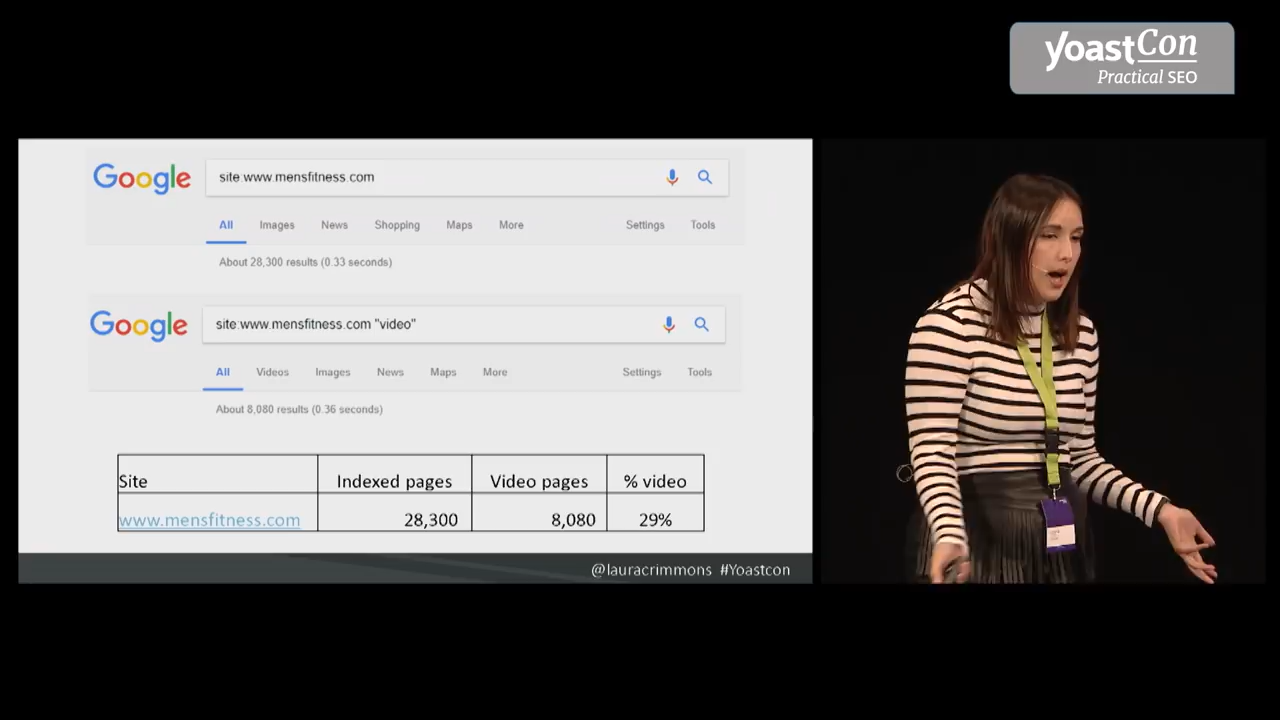 yoastCon
Practical SEO
Google
site www.mensfitness.com
All Images News Shopping Maps More Settings Tools
About 28,300 results (0.33 seconds)
Google
site:www.mensfitness.com "video"
All Videos Images News Maps More Settings Tools
About 8,080 results (0.36 seconds)
Site Indexed pages Video pages % video
www.mensfitness.com 28,300 8,080 29%
@lauracrimmons #Yoastcon